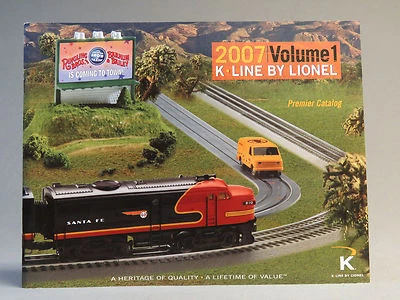 2007 Volume 1
K·LINE BY LIONEL
Premier Catalog
IS COMING TO TOWN!
SANTA FE
A HERITAGE OF QUALITY • A LIFETIME OF VALUE™
K
K-LINE BY LIONEL